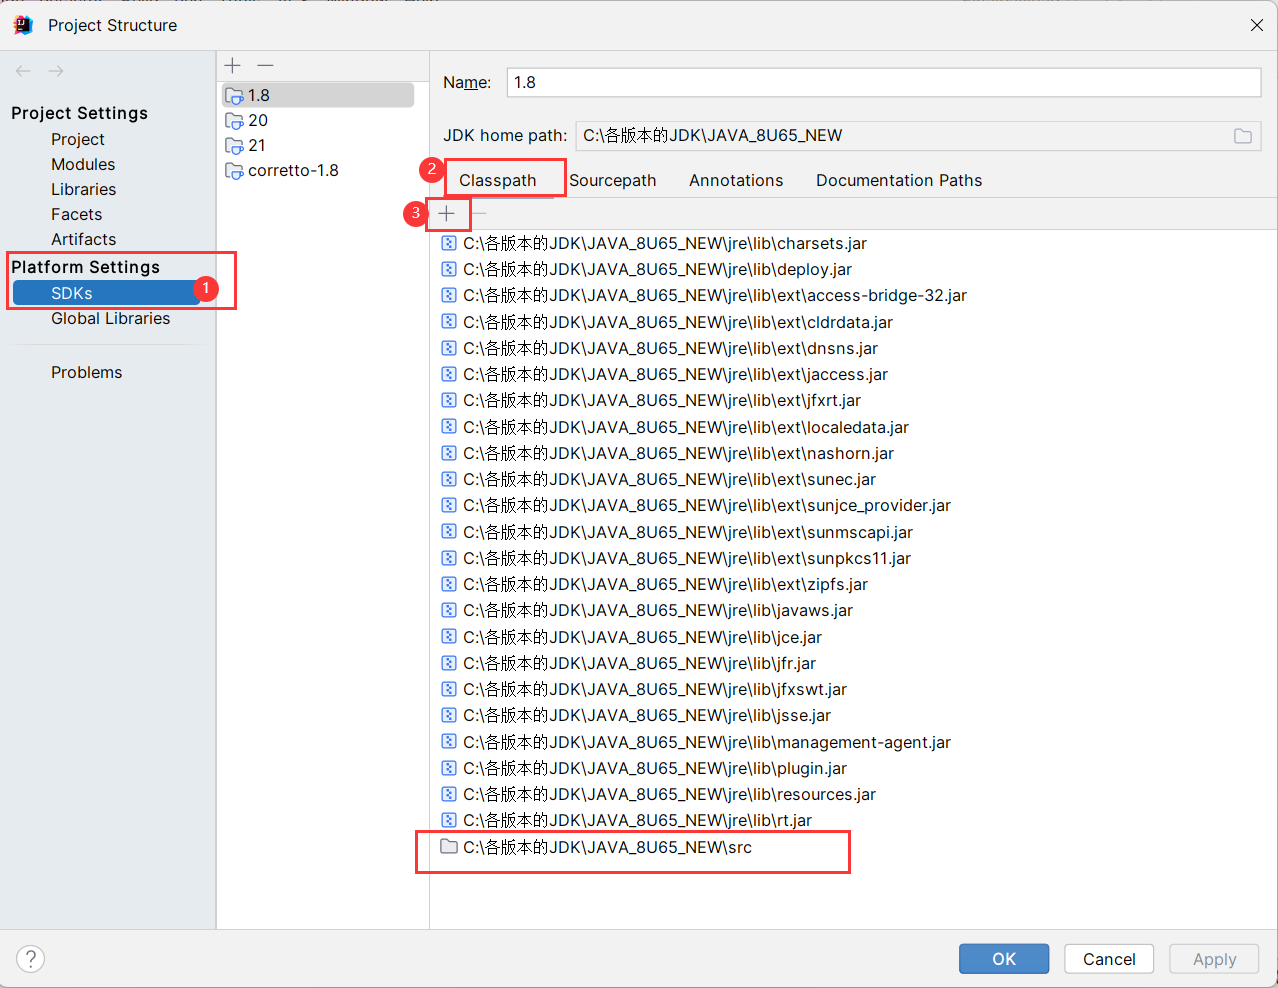 Project Structure
Project Settings
Project
Modules
Libraries
Facets
Artifacts
Platform Settings
SDKs
1
Global Libraries
Problems
1.8
20
21
corretto-1.8
Name: 1.8
JDK home path: C:\各版本的JDK\JAVA_8U65_NEW
2 Classpath Sourcepath Annotations Documentation Paths
3
C:\各版本的JDK\JAVA_8U65_NEW\jre\lib\charsets.jar
C:\各版本的JDK\JAVA_8U65_NEW\jre\lib\deploy.jar
C:\各版本的JDK\JAVA_8U65_NEW\jre\lib\ext\access-bridge-32.jar
C:\各版本的JDK\JAVA_8U65_NEW\jre\lib\ext\cldrdata.jar
C:\各版本的JDK\JAVA_8U65_NEW\jre\lib\ext\dnsns.jar
C:\各版本的JDK\JAVA_8U65_NEW\jre\lib\ext\jaccess.jar
C:\各版本的JDK\JAVA_8U65_NEW\jre\lib\ext\jfxrt.jar
C:\各版本的JDK\JAVA_8U65_NEW\jre\lib\ext\localedata.jar
C:\各版本的JDK\JAVA_8U65_NEW\jre\lib\ext\nashorn.jar
C:\各版本的JDK\JAVA_8U65_NEW\jre\lib\ext\sunec.jar
C:\各版本的JDK\JAVA_8U65_NEW\jre\lib\ext\sunjce_provider.jar
C:\各版本的JDK\JAVA_8U65_NEW\jre\lib\ext\sunmscapi.jar
C:\各版本的JDK\JAVA_8U65_NEW\jre\lib\ext\sunpkcs11.jar
C:\各版本的JDK\JAVA_8U65_NEW\jre\lib\ext\zipfs.jar
C:\各版本的JDK\JAVA_8U65_NEW\jre\lib\javaws.jar
C:\各版本的JDK\JAVA_8U65_NEW\jre\lib\jce.jar
C:\各版本的JDK\JAVA_8U65_NEW\jre\lib\jfr.jar
C:\各版本的JDK\JAVA_8U65_NEW\jre\lib\jfxswt.jar
C:\各版本的JDK\JAVA_8U65_NEW\jre\lib\jsse.jar
C:\各版本的JDK\JAVA_8U65_NEW\jre\lib\management-agent.jar
C:\各版本的JDK\JAVA_8U65_NEW\jre\lib\plugin.jar
C:\各版本的JDK\JAVA_8U65_NEW\jre\lib\resources.jar
C:\各版本的JDK\JAVA_8U65_NEW\jre\lib\rt.jar
C:\各版本的JDK\JAVA_8U65_NEW\src
?
OK Cancel Apply